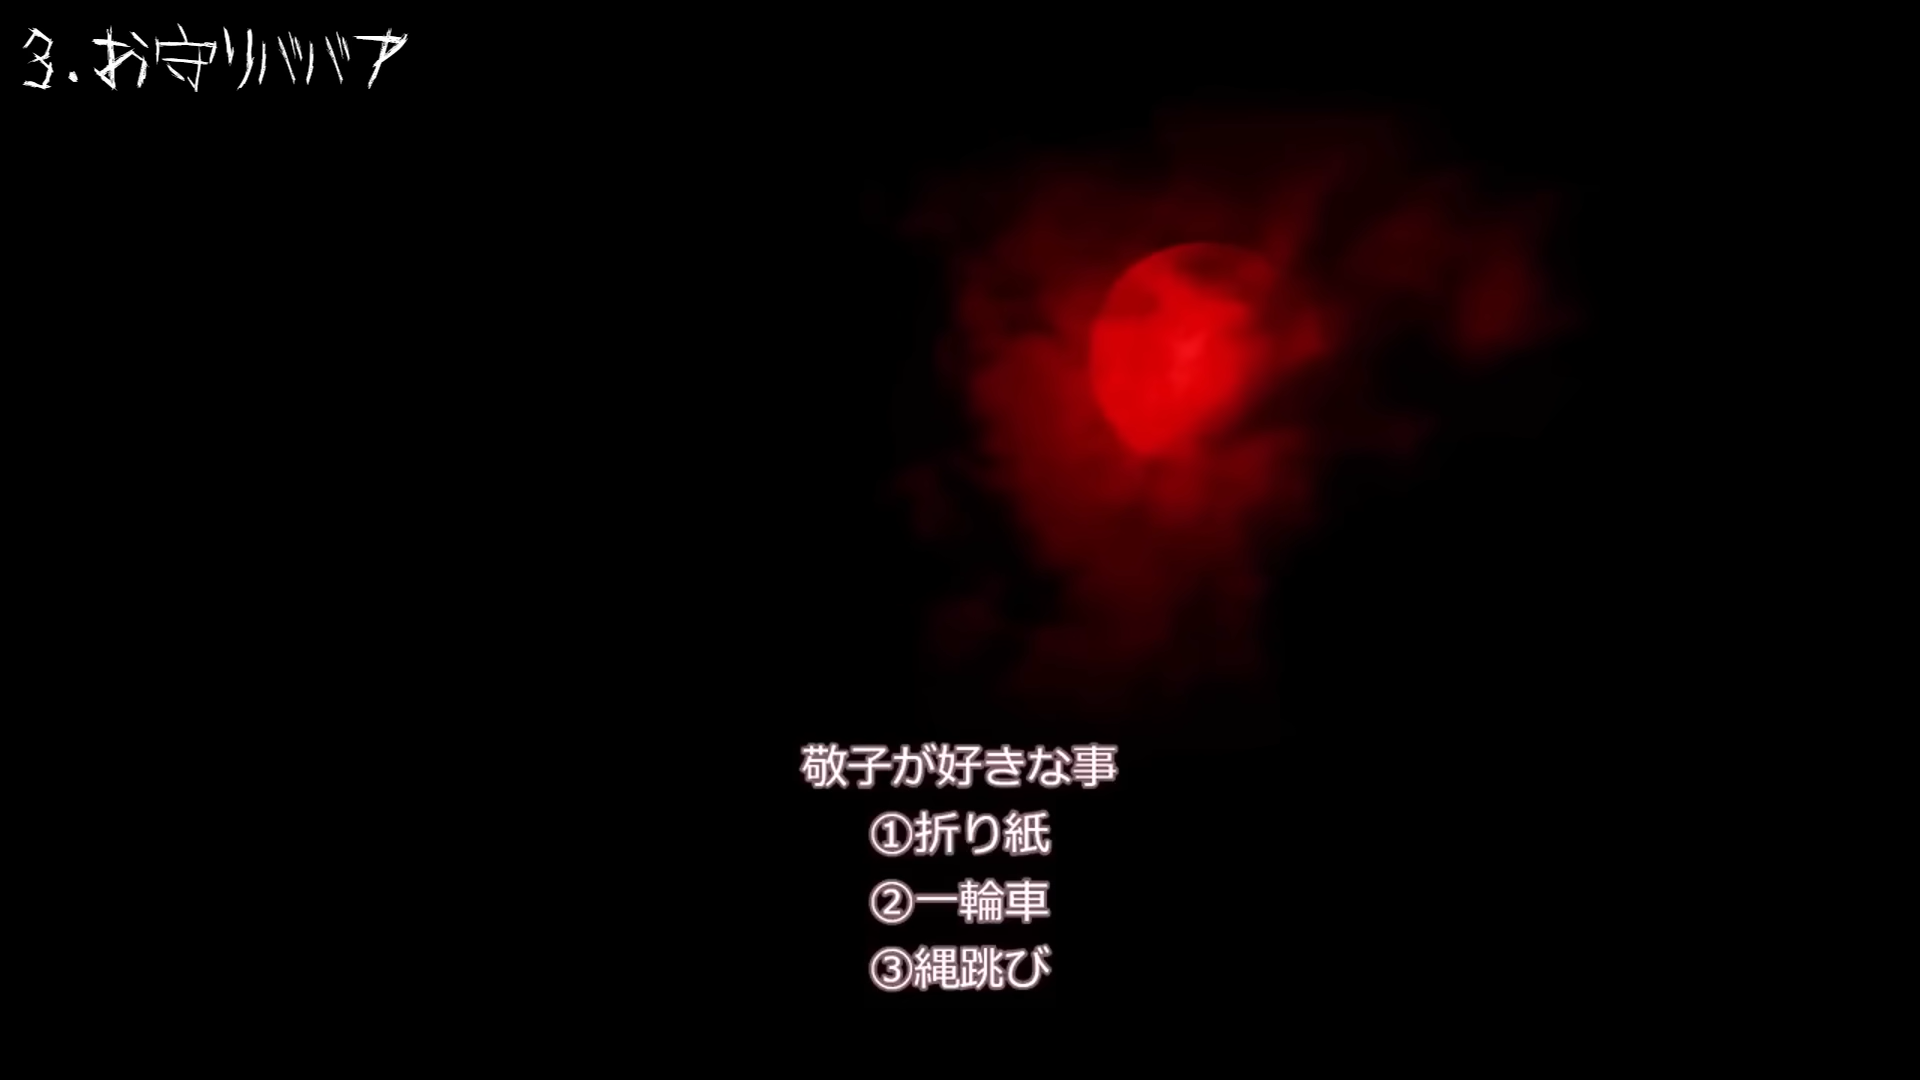 3.お守りババア
敬子が好きな事
①折り紙
②一輪車
③縄跳び